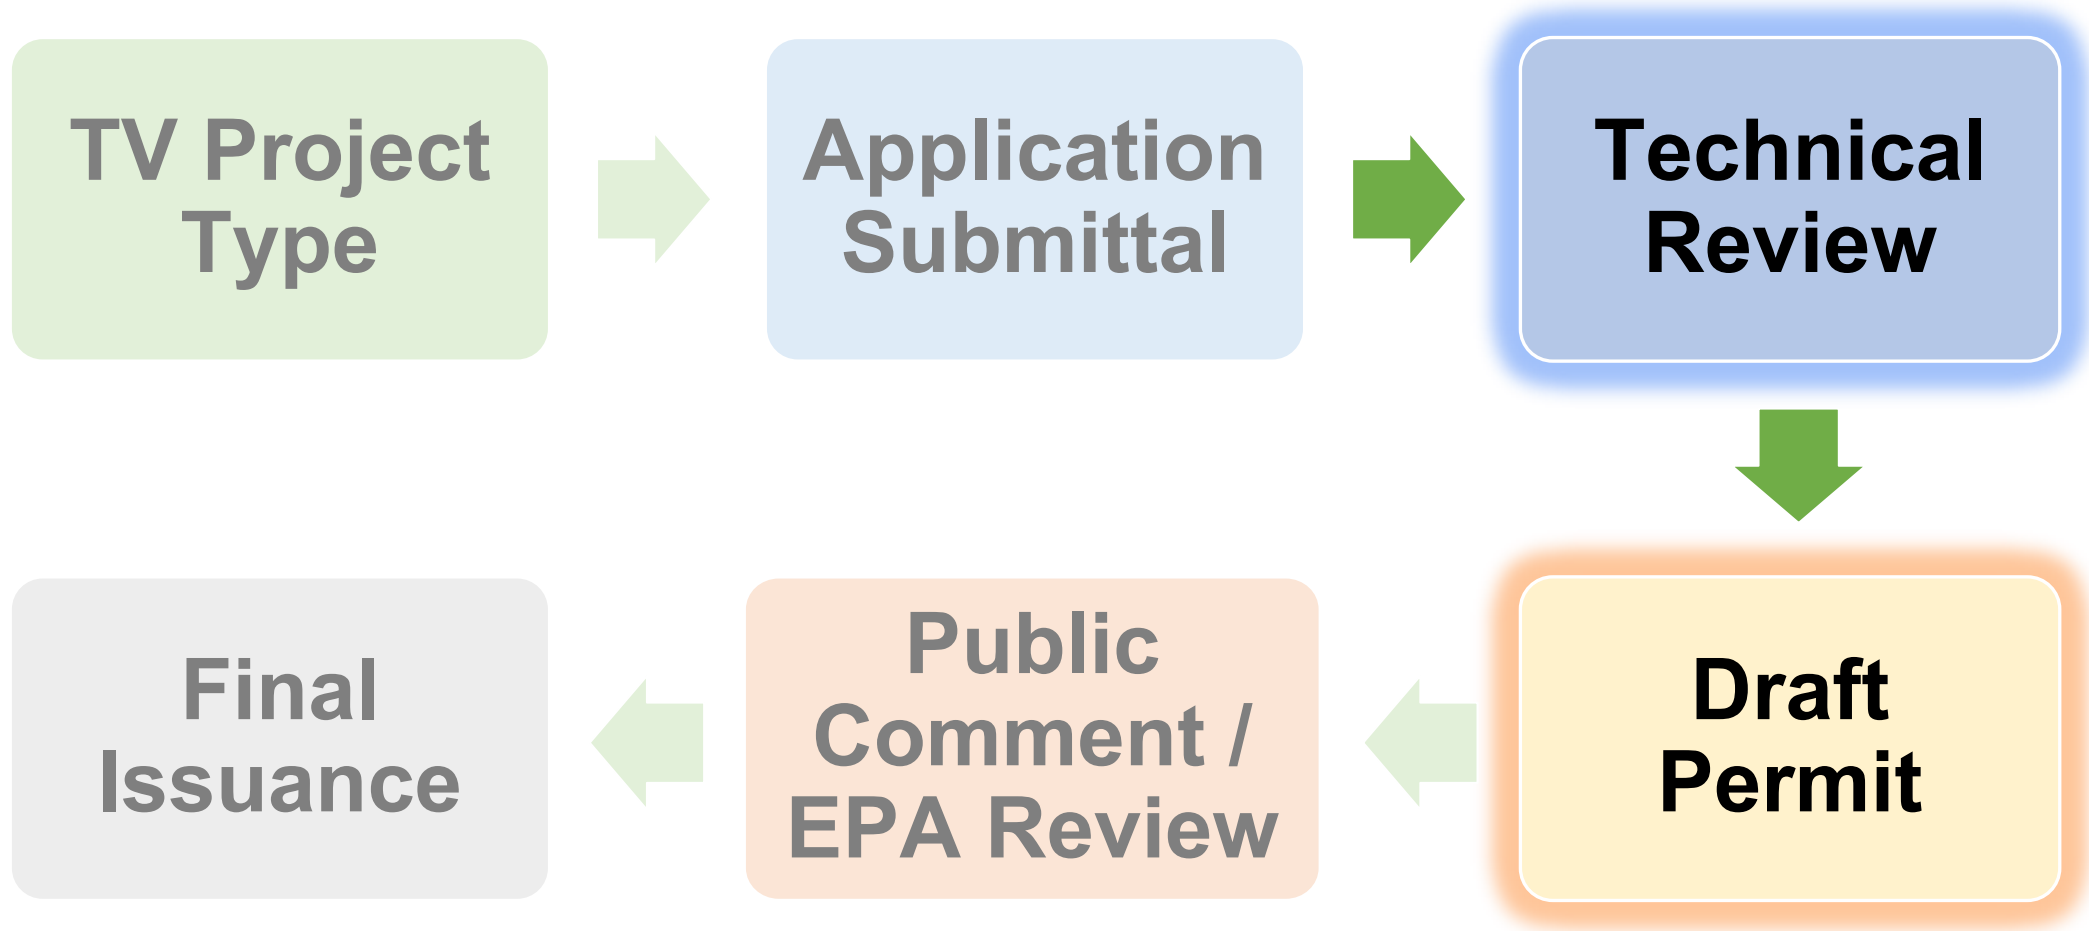 TV Project
Type
Application
Submittal
Technical
Review
Draft
Permit
Public
Comment /
EPA Review
Final
Issuance